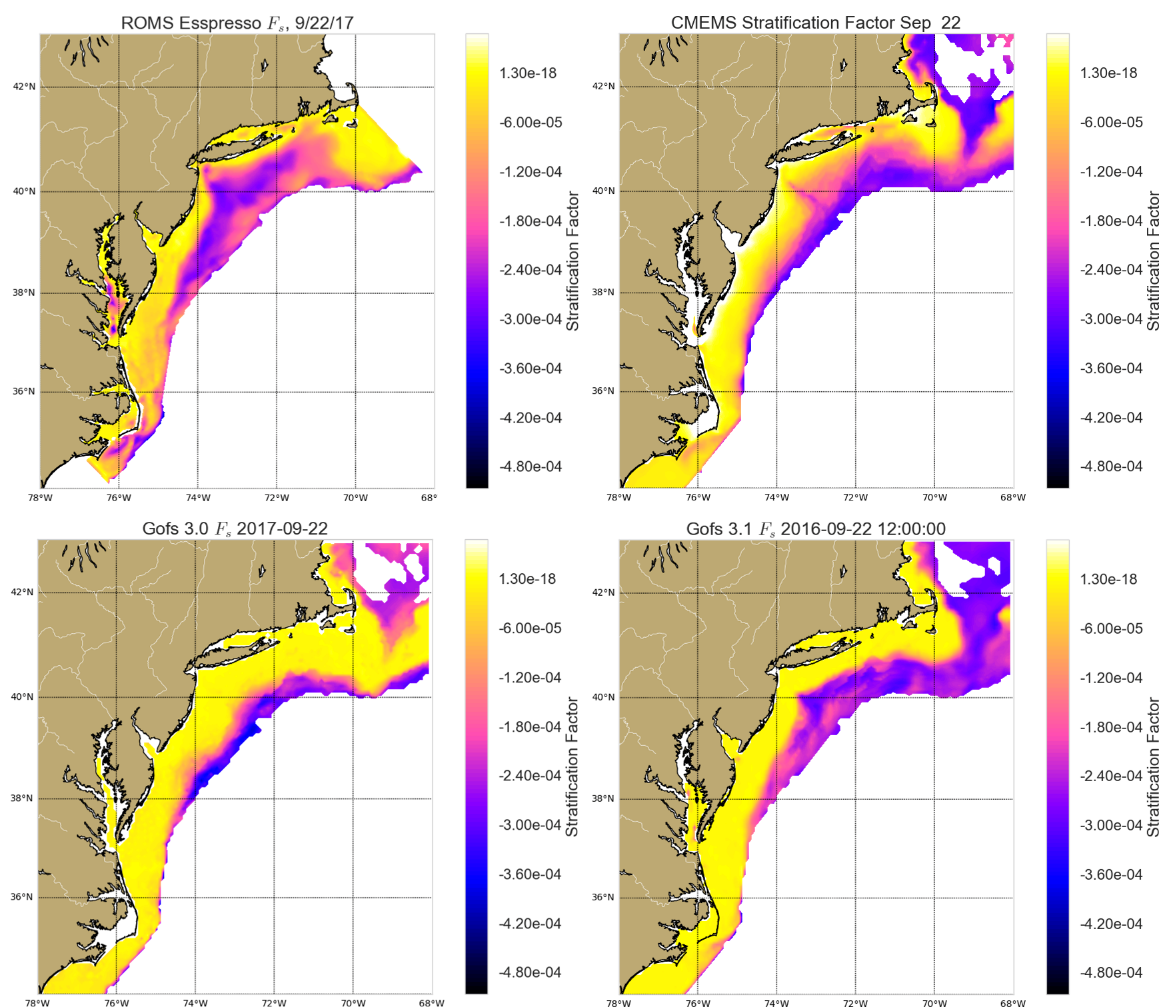 ROMS Esspresso F_s, 9/22/17
42°N
40°N
38°N
36°N
78°W
76°W
74°W
72°W
70°W
68°
1.30e-18
-6.00e-05
-1.20e-04
-1.80e-04
-2.40e-04
-3.00e-04
-3.60e-04
-4.20e-04
-4.80e-04
Stratification Factor
CMEMS Stratification Factor Sep 22
42°N
40°N
38°N
36°N
78°W
76°W
74°W
72°W
70°W
68°W
1.30e-18
-6.00e-05
-1.20e-04
-1.80e-04
-2.40e-04
-3.00e-04
-3.60e-04
-4.20e-04
-4.80e-04
Stratification Factor
Gofs 3.0 F_s 2017-09-22
42°N
40°N
38°N
36°N
78°W
76°W
74°W
72°W
70°W
68°W
1.30e-18
-6.00e-05
-1.20e-04
-1.80e-04
-2.40e-04
-3.00e-04
-3.60e-04
-4.20e-04
-4.80e-04
Stratification Factor
Gofs 3.1 F_s 2016-09-22 12:00:00
42°N
40°N
38°N
36°N
78°W
76°W
74°W
72°W
70°W
68°W
1.30e-18
-6.00e-05
-1.20e-04
-1.80e-04
-2.40e-04
-3.00e-04
-3.60e-04
-4.20e-04
-4.80e-04
Stratification Factor